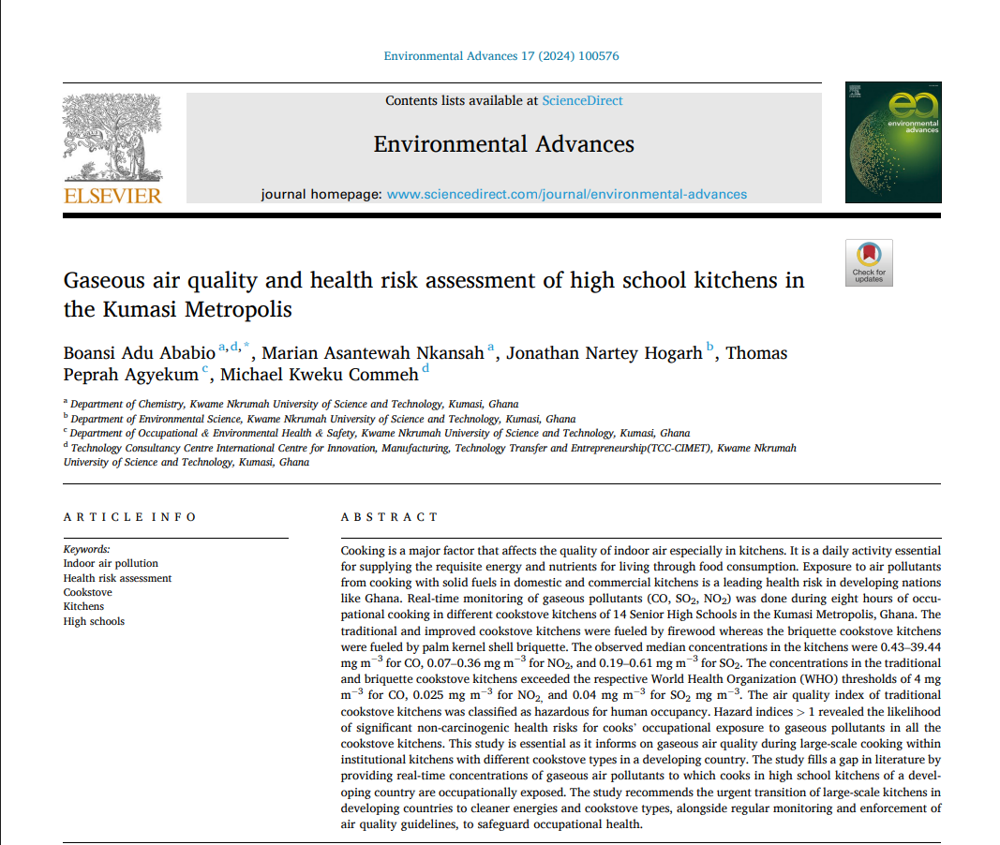 Environmental Advances 17 (2024) 100576
Contents lists available at ScienceDirect
Environmental Advances
journal homepage: www.sciencedirect.com/journal/environmental-advances
ELSEVIER
ea
environmental
advances
Check for
updates
Gaseous air quality and health risk assessment of high school kitchens in
the Kumasi Metropolis
Boansi Adu Ababio a,d,*, Marian Asantewah Nkansah a, Jonathan Nartey Hogarh b, Thomas
Peprah Agyekum c, Michael Kweku Commeh d
a Department of Chemistry, Kwame Nkrumah University of Science and Technology, Kumasi, Ghana
b Department of Environmental Science, Kwame Nkrumah University of Science and Technology, Kumasi, Ghana
c Department of Occupational & Environmental Health & Safety, Kwame Nkrumah University of Science and Technology, Kumasi, Ghana
d Technology Consultancy Centre International Centre for Innovation, Manufacturing, Technology Transfer and Entrepreneurship(TCC-CIMET), Kwame Nkrumah
University of Science and Technology, Kumasi, Ghana
ARTICLE INFO
Keywords:
Indoor air pollution
Health risk assessment
Cookstove
Kitchens
High schools
ABSTRACT
Cooking is a major factor that affects the quality of indoor air especially in kitchens. It is a daily activity essential
for supplying the requisite energy and nutrients for living through food consumption. Exposure to air pollutants
from cooking with solid fuels in domestic and commercial kitchens is a leading health risk in developing nations
like Ghana. Real-time monitoring of gaseous pollutants (CO, SO₂, NO₂) was done during eight hours of occu-
pational cooking in different cookstove kitchens of 14 Senior High Schools in the Kumasi Metropolis, Ghana. The
traditional and improved cookstove kitchens were fueled by firewood whereas the briquette cookstove kitchens
were fueled by palm kernel shell briquette. The observed median concentrations in the kitchens were 0.43–39.44
mg m⁻³ for CO, 0.07–0.36 mg m⁻³ for NO₂, and 0.19–0.61 mg m⁻³ for SO₂. The concentrations in the traditional
and briquette cookstove kitchens exceeded the respective World Health Organization (WHO) thresholds of 4 mg
m⁻³ for CO, 0.025 mg m⁻³ for NO₂, and 0.04 mg m⁻³ for SO₂ mg m⁻³. The air quality index of traditional
cookstove kitchens was classified as hazardous for human occupancy. Hazard indices > 1 revealed the likelihood
of significant non-carcinogenic health risks for cooks' occupational exposure to gaseous pollutants in all the
cookstove kitchens. This study is essential as it informs on gaseous air quality during large-scale cooking within
institutional kitchens with different cookstove types in a developing country. The study fills a gap in literature by
providing real-time concentrations of gaseous air pollutants to which cooks in high school kitchens of a devel-
oping country are occupationally exposed. The study recommends the urgent transition of large-scale kitchens in
developing countries to cleaner energies and cookstove types, alongside regular monitoring and enforcement of
air quality guidelines, to safeguard occupational health.